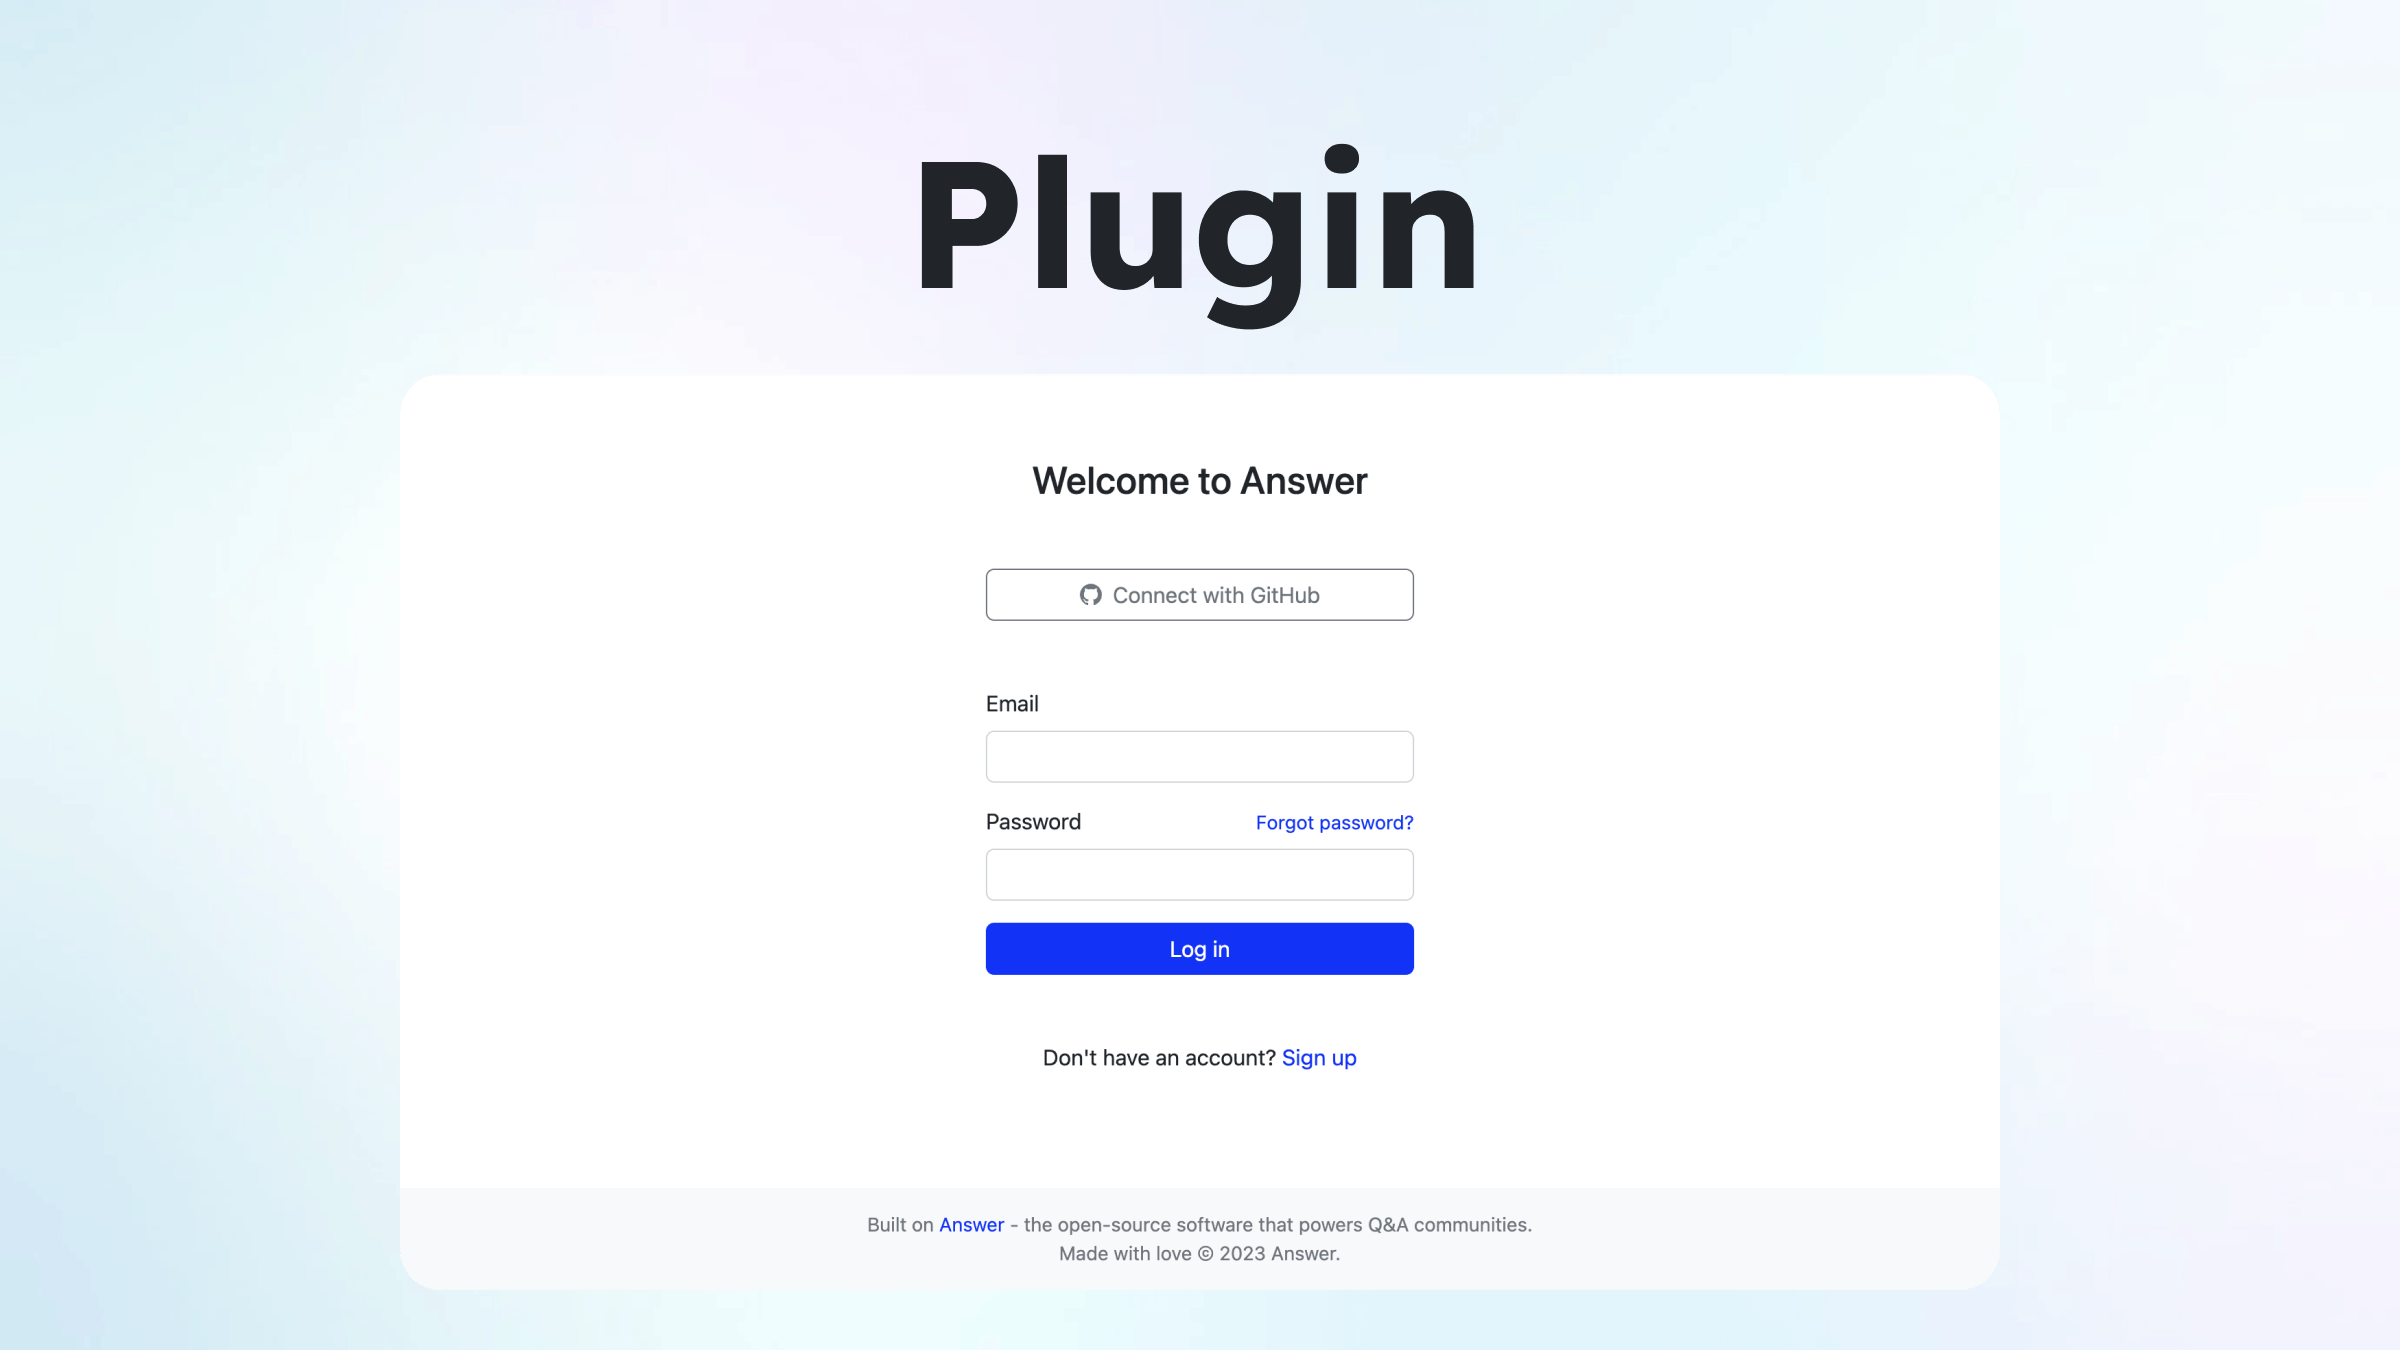 Plugin
Welcome to Answer
Connect with GitHub
Email
Password Forgot password?
Log in
Don't have an account? Sign up
Built on Answer - the open-source software that powers Q&A communities.
Made with love © 2023 Answer.